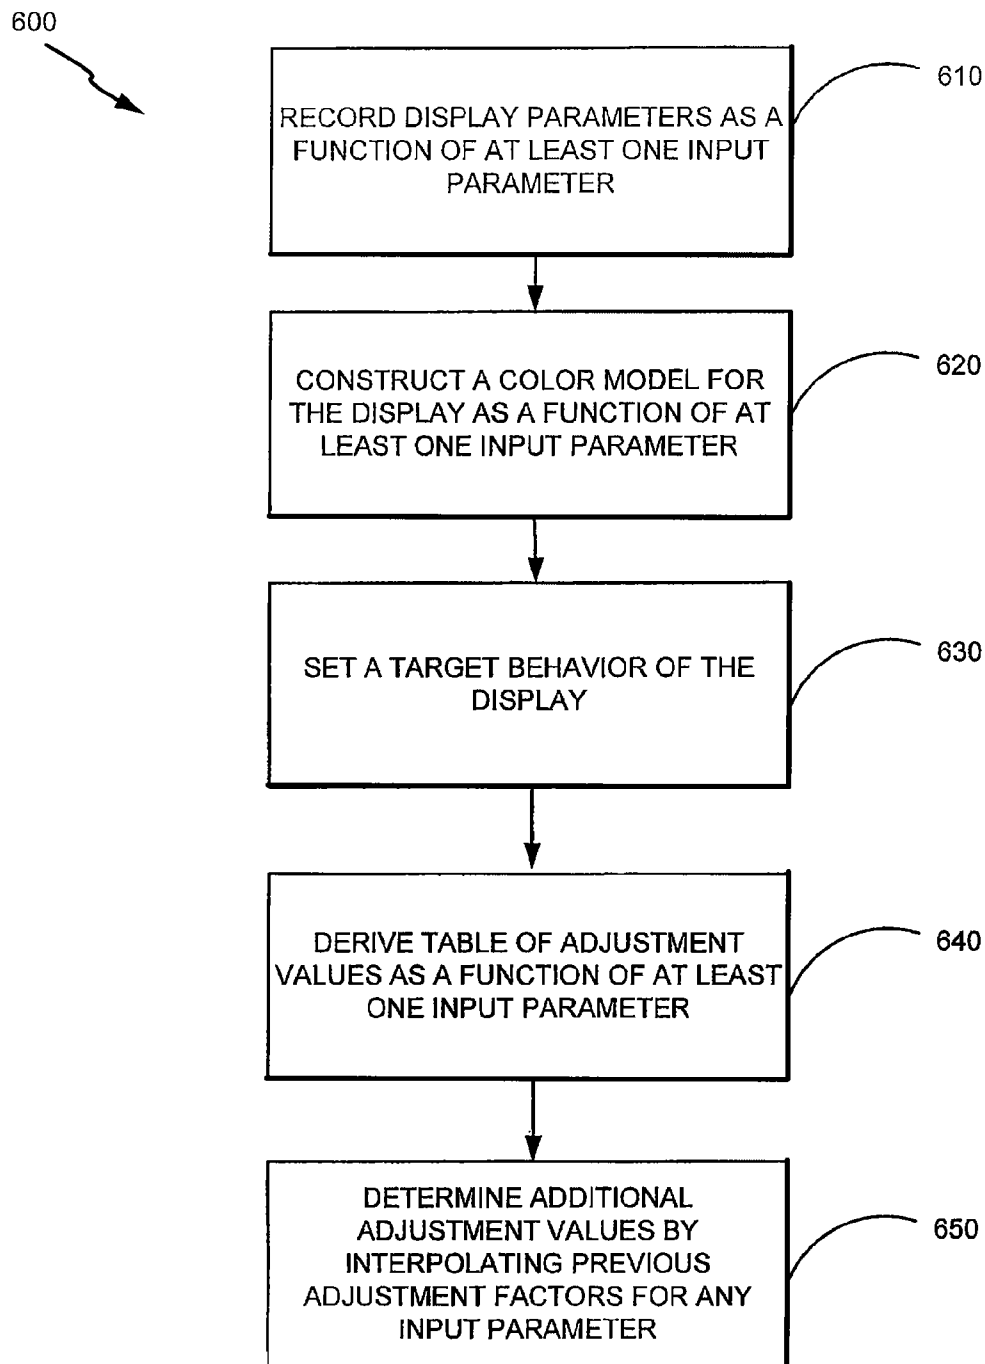 600
610
RECORD DISPLAY PARAMETERS AS A
FUNCTION OF AT LEAST ONE INPUT
PARAMETER
620
CONSTRUCT A COLOR MODEL FOR
THE DISPLAY AS A FUNCTION OF AT
LEAST ONE INPUT PARAMETER
630
SET A TARGET BEHAVIOR OF THE
DISPLAY
640
DERIVE TABLE OF ADJUSTMENT
VALUES AS A FUNCTION OF AT LEAST
ONE INPUT PARAMETER
650
DETERMINE ADDITIONAL
ADJUSTMENT VALUES BY
INTERPOLATING PREVIOUS
ADJUSTMENT FACTORS FOR ANY
INPUT PARAMETER